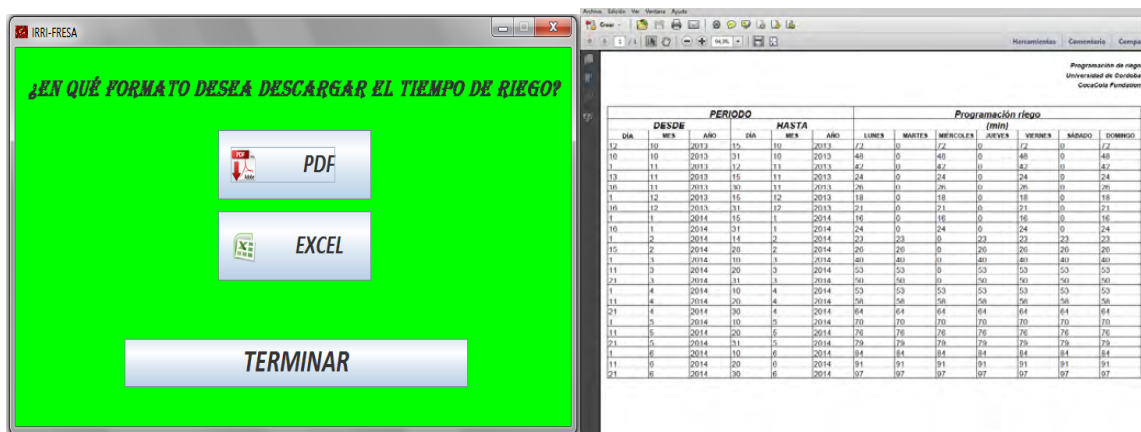 IRRI-FRESA
¿EN QUÉ FORMATO DESEA DESCARGAR EL TIEMPO DE RIEGO?
PDF
EXCEL
TERMINAR
Archivo Edición Ver Ventana Ayuda
Crear
1 / 1 94,3%
Herramientas Comentario Compa
Programación de riego
Universidad de Cordoba
CocaCola Fundation
PERIODO Programación riego
DESDE HASTA (min)
DÍA MES AÑO DÍA MES AÑO LUNES MARTES MIÉRCOLES JUEVES VIERNES SÁBADO DOMINGO
12 10 2013 15 10 2013 72 0 72 0 72 0 72
10 2013 31 10 2013 48 0 48 0 48 0 48
1 11 2013 12 11 2013 42 0 42 0 42 0 42
13 11 2013 15 11 2013 24 0 24 0 24 0 24
16 11 2013 30 11 2013 26 0 26 0 26 0 26
1 12 2013 15 12 2013 18 0 18 0 18 0 18
16 12 2013 31 12 2013 21 0 21 0 21 0 21
1 1 2014 15 1 2014 16 0 16 0 16 0 16
16 1 2014 31 1 2014 24 0 24 0 24 0 24
1 2 2014 14 2 2014 23 23 0 23 23 23 23
15 2 2014 28 2 2014 26 26 0 26 26 26 26
1 3 2014 10 3 2014 40 40 0 40 40 40 40
11 3 2014 20 3 2014 53 53 0 53 53 53 53
21 3 2014 31 3 2014 50 50 0 50 50 50 50
1 4 2014 10 4 2014 53 53 53 53 53 53 53
11 4 2014 20 4 2014 58 58 58 58 58 58 58
21 4 2014 30 4 2014 64 64 64 64 64 64 64
1 5 2014 10 5 2014 70 70 70 70 70 70 70
11 5 2014 20 5 2014 76 76 76 76 76 76 76
21 5 2014 31 5 2014 79 79 79 79 79 79 79
1 6 2014 10 6 2014 84 84 84 84 84 84 84
11 6 2014 20 6 2014 91 91 91 91 91 91 91
21 6 2014 30 6 2014 97 97 97 97 97 97 97